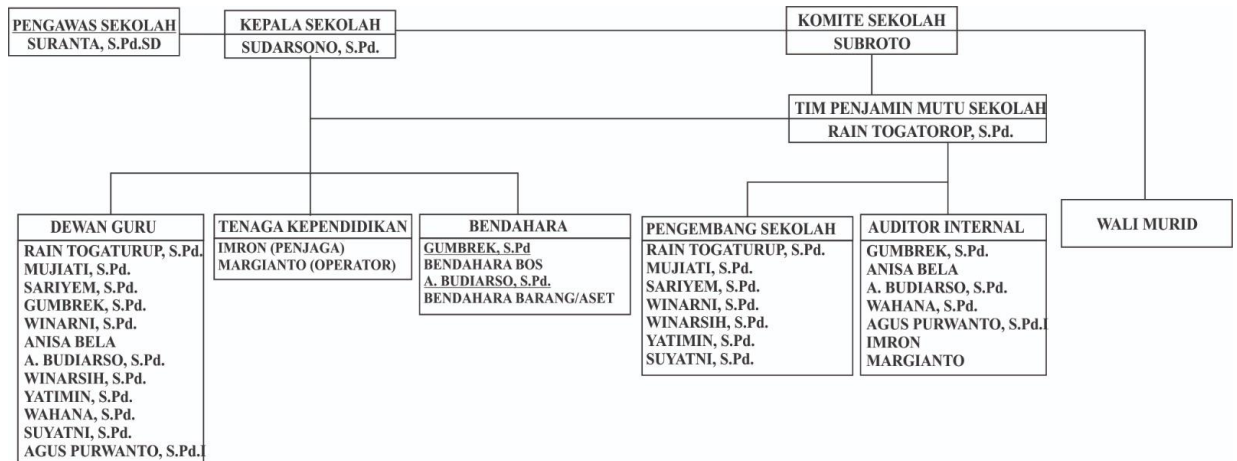 PENGAWAS SEKOLAH
SURANTA, S.Pd.SD
KEPALA SEKOLAH
SUDARSONO, S.Pd.
KOMITE SEKOLAH
SUBROTO
TIM PENJAMIN MUTU SEKOLAH
RAIN TOGATOROP, S.Pd.
DEWAN GURU
RAIN TOGATURUP, S.Pd.
MUJIATI, S.Pd.
SARIYEM, S.Pd.
GUMBREK, S.Pd.
WINARNI, S.Pd.
ANISA BELA
A. BUDIARSO, S.Pd.
WINARSIH, S.Pd.
YATIMIN, S.Pd.
WAHANA, S.Pd.
SUYATNI, S.Pd.
AGUS PURWANTO, S.Pd.I
TENAGA KEPENDIDIKAN
IMRON (PENJAGA)
MARGIANTO (OPERATOR)
BENDAHARA
GUMBREK, S.Pd
BENDAHARA BOS
A. BUDIARSO, S.Pd.
BENDAHARA BARANG/ASET
PENGEMBANG SEKOLAH
RAIN TOGATURUP, S.Pd.
MUJIATI, S.Pd.
SARIYEM, S.Pd.
WINARNI, S.Pd.
WINARSIH, S.Pd.
YATIMIN, S.Pd.
SUYATNI, S.Pd.
AUDITOR INTERNAL
GUMBREK, S.Pd.
ANISA BELA
A. BUDIARSO, S.Pd.
WAHANA, S.Pd.
AGUS PURWANTO, S.Pd.I
IMRON
MARGIANTO
WALI MURID